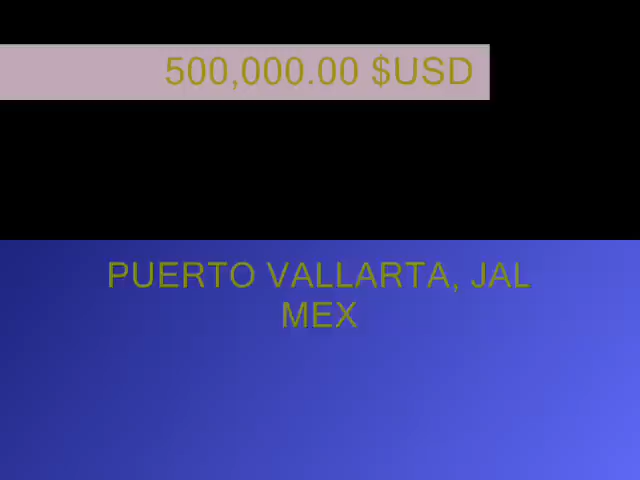 500,000.00 $USD
PUERTO VALLARTA, JAL
MEX